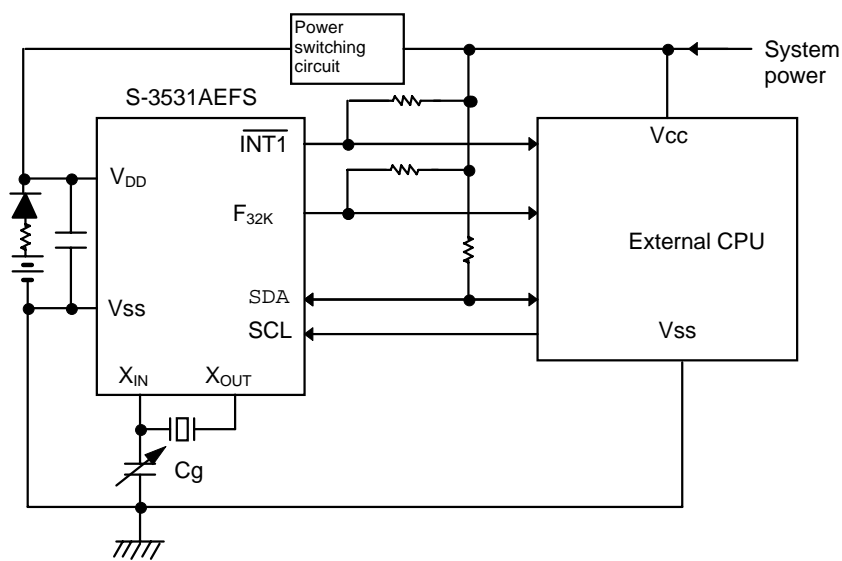 Power
switching
circuit
System
power
S-3531AEFS
INT1
Vcc
VDD
F32K
External CPU
SDA
Vss
SCL
Vss
XIN
XOUT
Cg